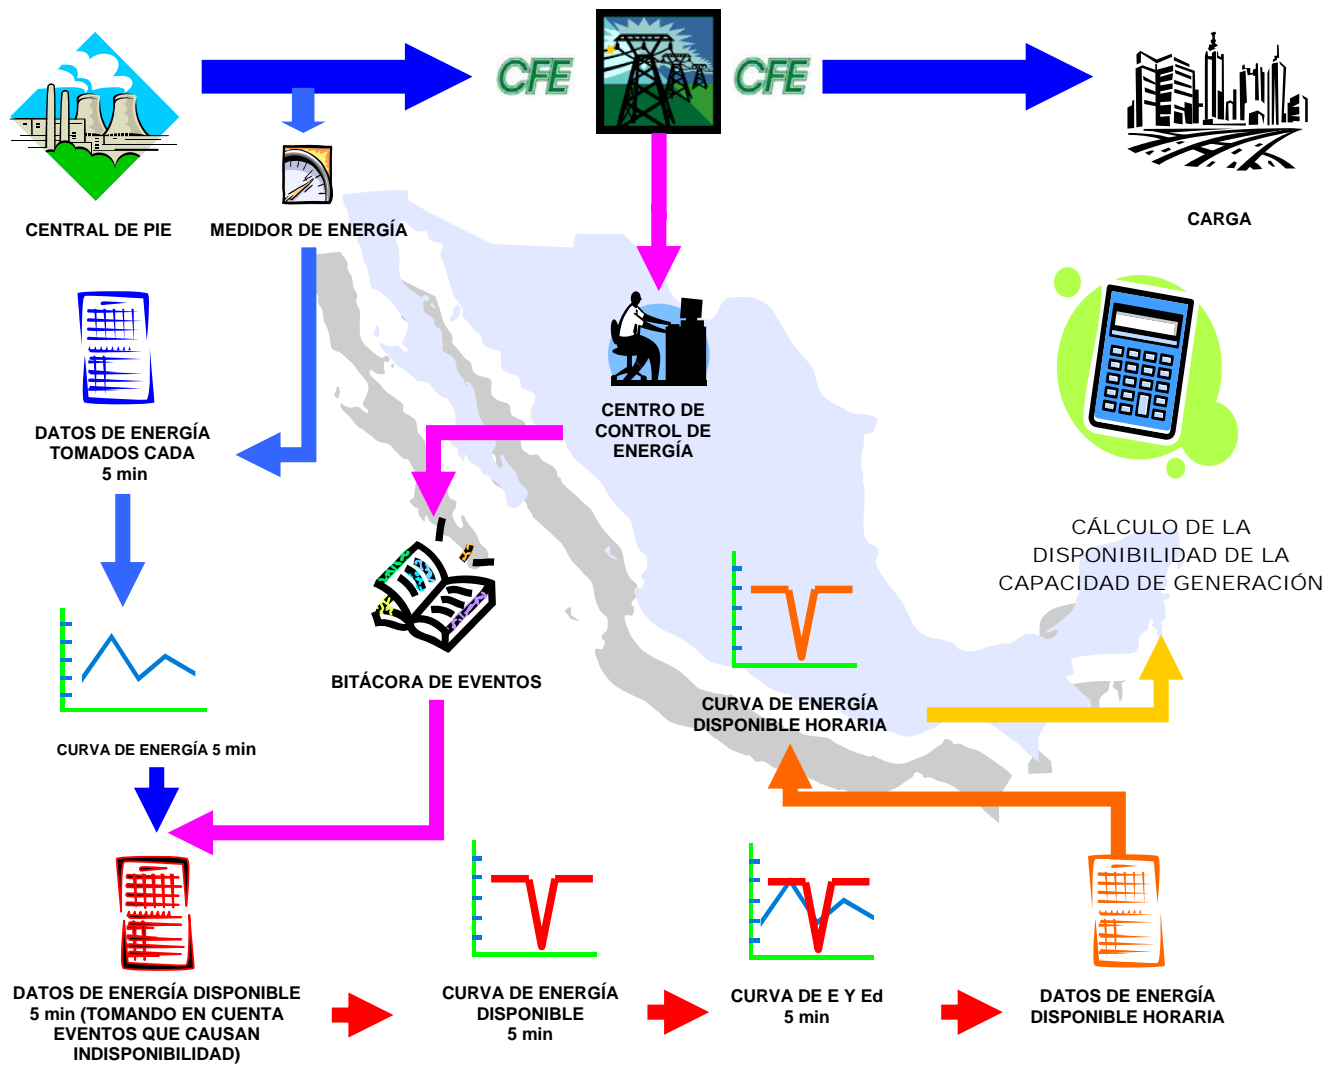 CFE
CFE
CENTRAL DE PIE
MEDIDOR DE ENERGÍA
CARGA
DATOS DE ENERGÍA
TOMADOS CADA
5 min
CENTRO DE
CONTROL DE
ENERGÍA
CÁLCULO DE LA
DISPONIBILIDAD DE LA
CAPACIDAD DE GENERACIÓN
BITÁCORA DE EVENTOS
CURVA DE ENERGÍA
DISPONIBLE HORARIA
CURVA DE ENERGÍA 5 min
DATOS DE ENERGÍA DISPONIBLE
5 min (TOMANDO EN CUENTA
EVENTOS QUE CAUSAN
INDISPONIBILIDAD)
CURVA DE ENERGÍA
DISPONIBLE
5 min
CURVA DE E Y Ed
5 min
DATOS DE ENERGÍA
DISPONIBLE HORARIA